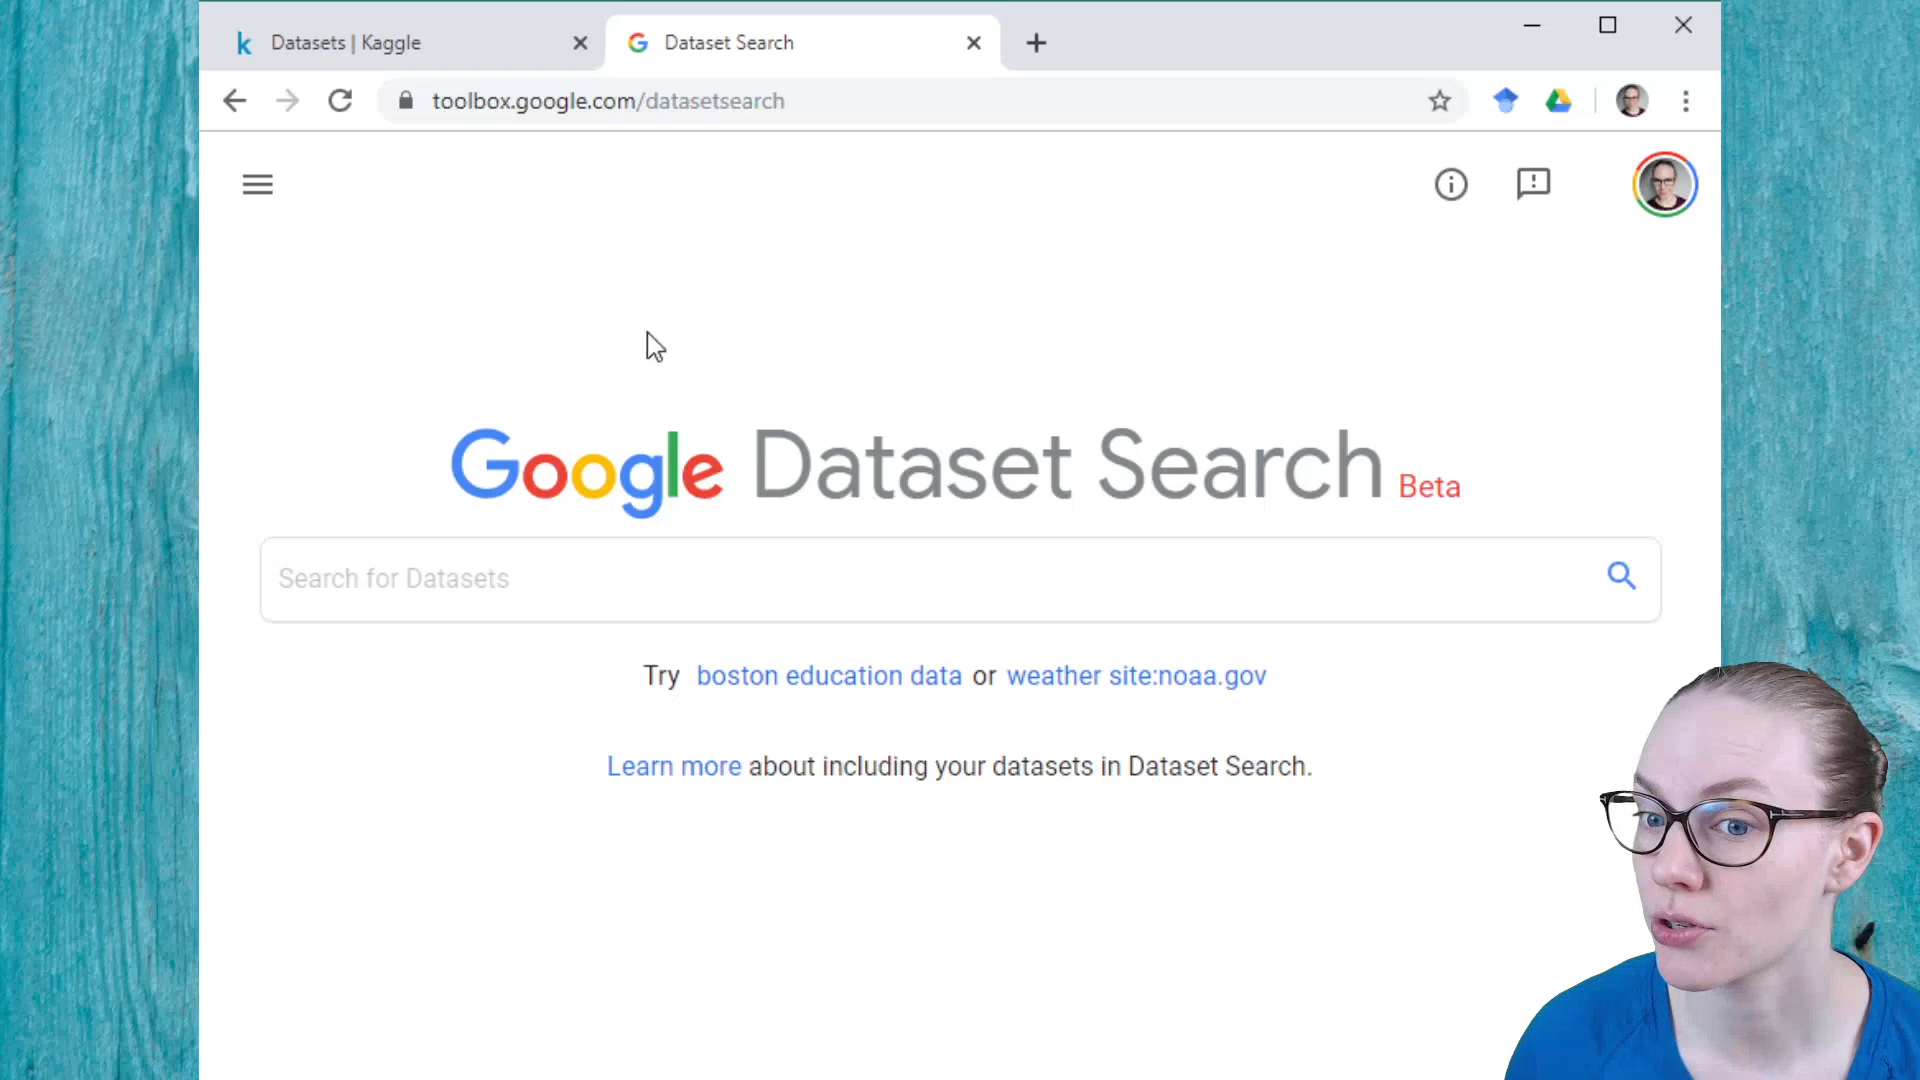 Datasets | Kaggle
Dataset Search
toolbox.google.com/datasetsearch
Google Dataset Search Beta
Search for Datasets
Try boston education data or weather site:noaa.gov
Learn more about including your datasets in Dataset Search.